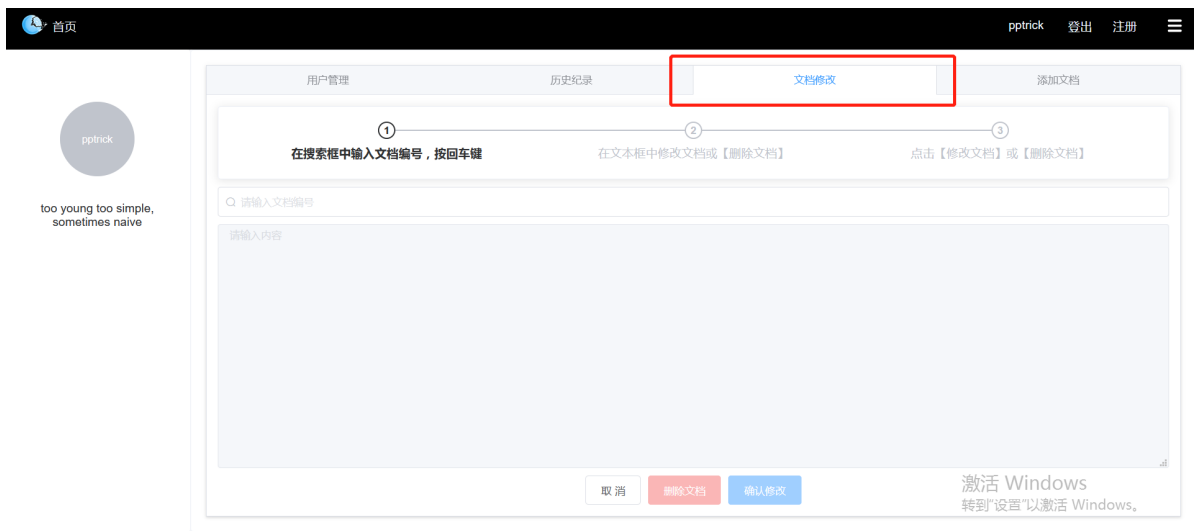 首页
pptrick 登出 注册
用户管理 历史纪录 文档修改 添加文档
pptrick
too young too simple,
sometimes naive
1 2 3
在搜索框中输入文档编号，按回车键 在文本框中修改文档或【删除文档】 点击【修改文档】或【删除文档】
请输入文档编号
请输入内容
取 消 删除文档 确认修改
激活 Windows
转到"设置"以激活 Windows。